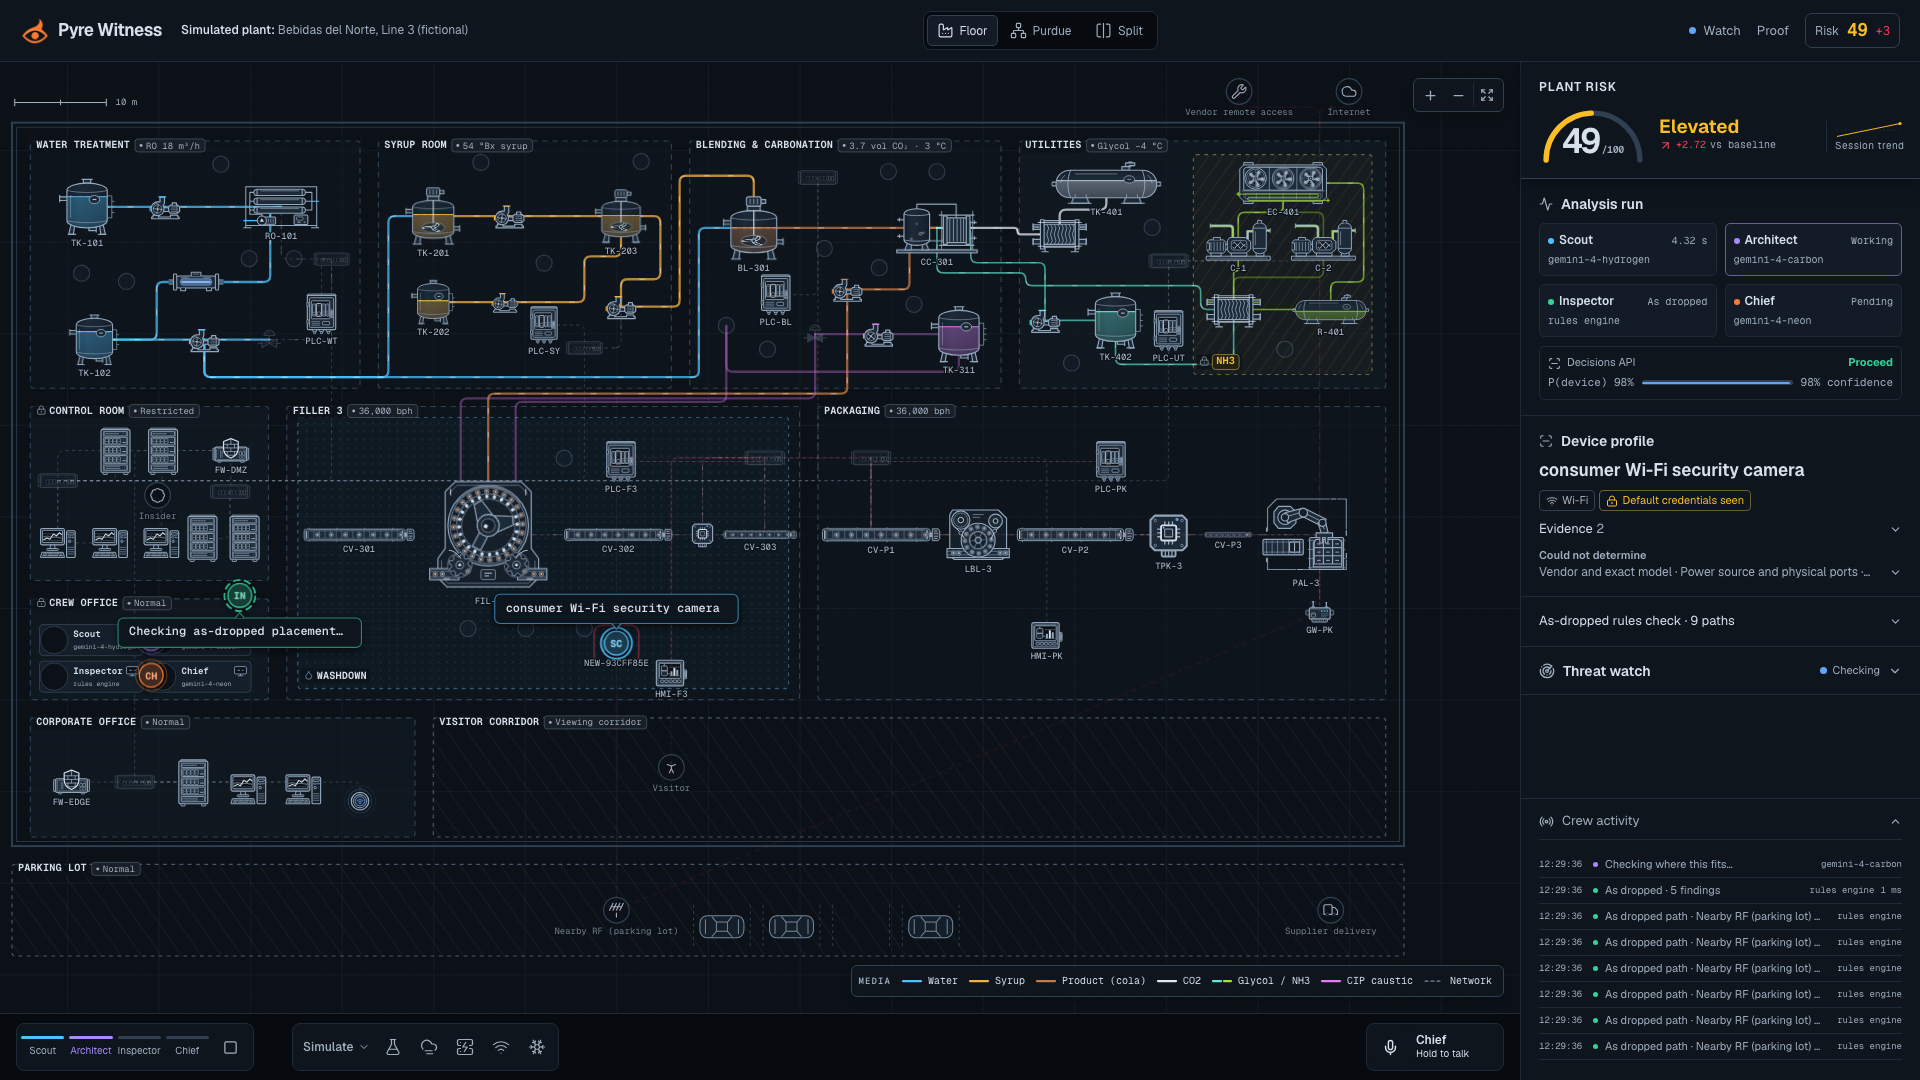 Pyre Witness
Simulated plant: Bebidas del Norte, Line 3 (fictional)
Floor
Purdue
Split
Watch
Proof
Risk 49 +3
10 m
Vendor remote access
Internet
WATER TREATMENT
RO 18 m³/h
SYRUP ROOM
54 °Bx syrup
BLENDING & CARBONATION
3.7 vol CO₂ · 3 °C
UTILITIES
Glycol −4 °C
TK-101
RO-101
TK-102
PLC-WT
TK-201
TK-203
TK-202
PLC-SY
BL-301
CC-301
PLC-BL
TK-311
TK-401
EC-401
C-1
C-2
TK-402
PLC-UT
R-401
NH3
CONTROL ROOM
Restricted
FW-DMZ
Insider
FILLER 3
36,000 bph
PLC-F3
CV-301
CV-302
CV-303
FIL-
consumer Wi-Fi security camera
SC
NEW-93CFF85E
HMI-F3
WASHDOWN
PACKAGING
36,000 bph
PLC-PK
CV-P1
LBL-3
CV-P2
TPK-3
CV-P3
PAL-3
GW-PK
HMI-PK
CREW OFFICE
Normal
IN
Checking as-dropped placement…
Scout
Inspector
rules engine
CH
Chief
gemini-4-neon
CORPORATE OFFICE
Normal
FW-EDGE
VISITOR CORRIDOR
Viewing corridor
Visitor
PARKING LOT
Normal
Nearby RF (parking lot)
Supplier delivery
MEDIA
Water
Syrup
Product (cola)
CO2
Glycol / NH3
CIP caustic
Network
Scout
Architect
Inspector
Chief
Simulate
Chief
Hold to talk
PLANT RISK
49/100
Elevated
+2.72 vs baseline
Session trend
Analysis run
Scout
4.32 s
gemini-4-hydrogen
Architect
Working
gemini-4-carbon
Inspector
As dropped
rules engine
Chief
Pending
gemini-4-neon
Decisions API
Proceed
P(device) 98%
98% confidence
Device profile
consumer Wi-Fi security camera
Wi-Fi
Default credentials seen
Evidence 2
Could not determine
Vendor and exact model · Power source and physical ports ·…
As-dropped rules check · 9 paths
Threat watch
Checking
Crew activity
12:29:36 Checking where this fits… gemini-4-carbon
12:29:36 As dropped · 5 findings rules engine 1 ms
12:29:36 As dropped path · Nearby RF (parking lot) … rules engine
12:29:36 As dropped path · Nearby RF (parking lot) … rules engine
12:29:36 As dropped path · Nearby RF (parking lot) … rules engine
12:29:36 As dropped path · Nearby RF (parking lot) … rules engine
12:29:36 As dropped path · Nearby RF (parking lot) … rules engine
12:29:36 As dropped path · Nearby RF (parking lot) … rules engine